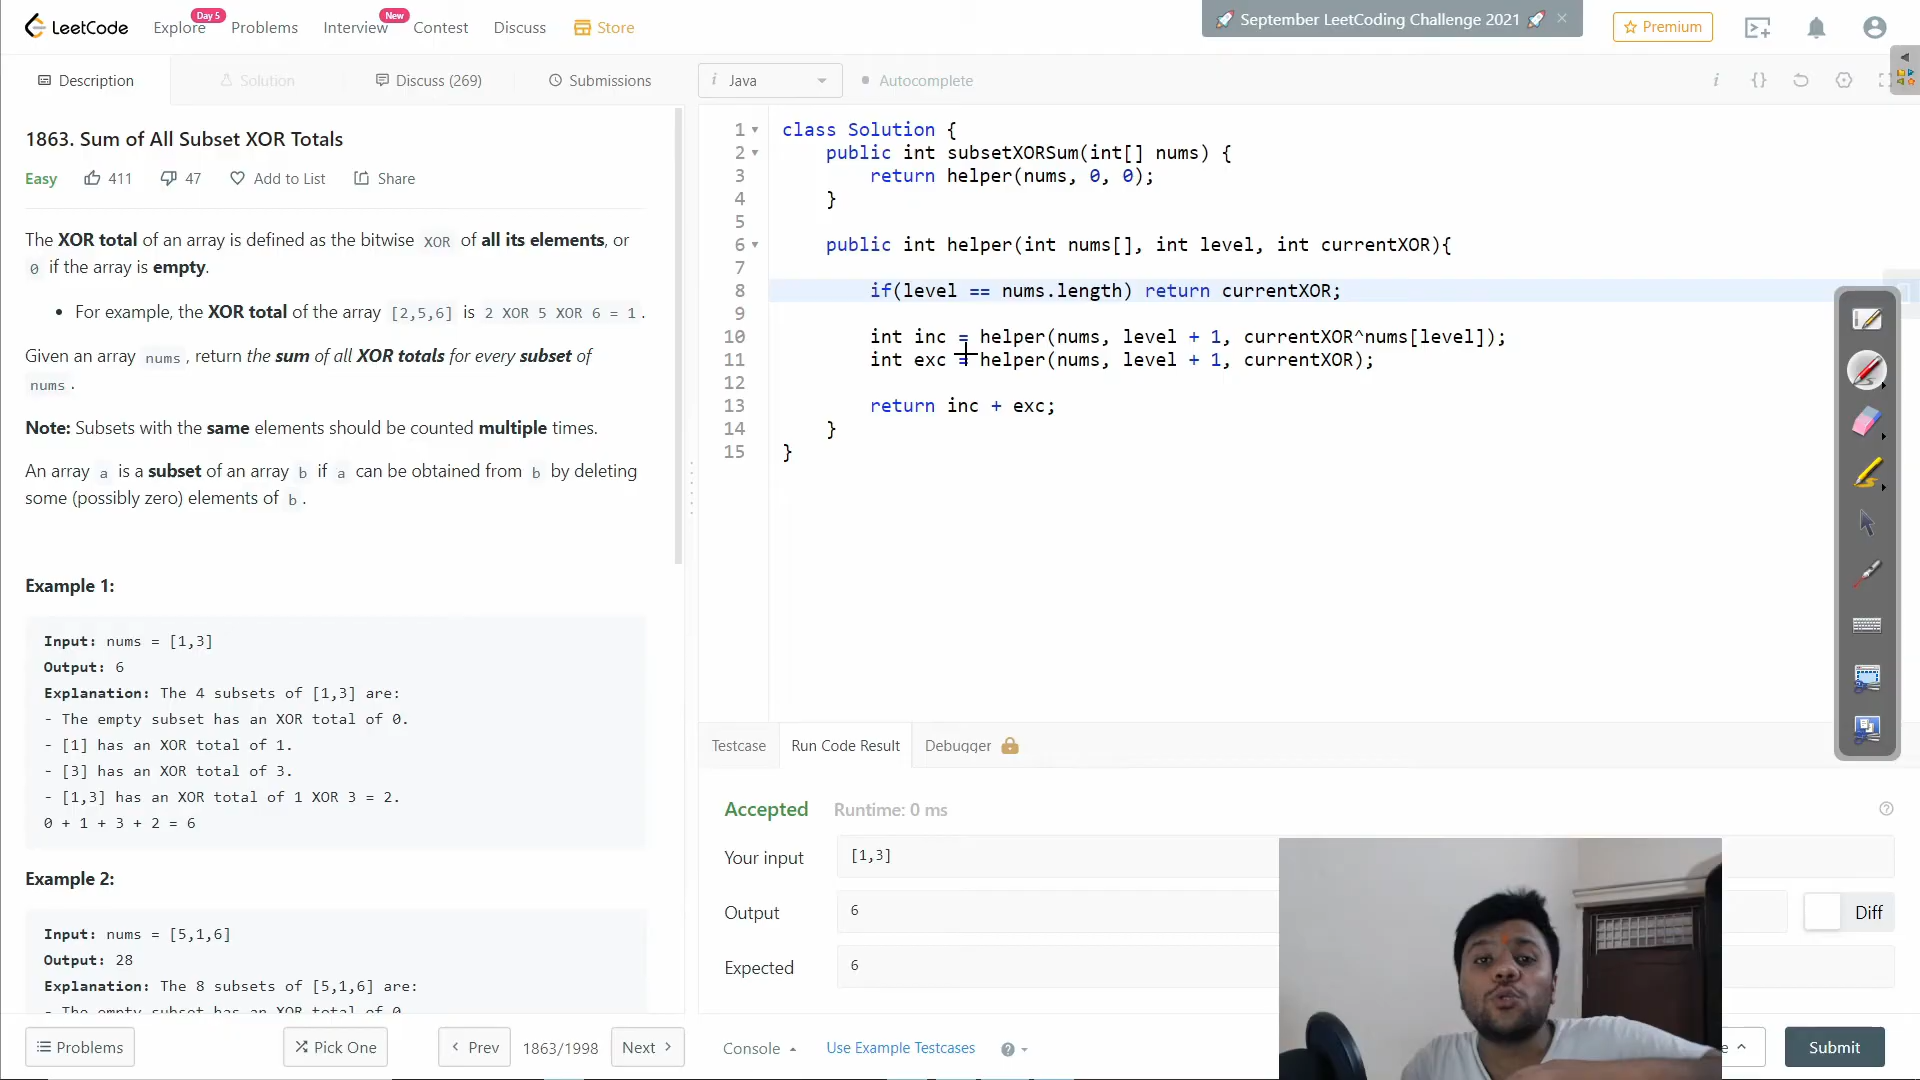 LeetCode
Explore
Day 5
Problems
Interview
New
Contest
Discuss
Store
🚀 September LeetCoding Challenge 2021 🚀 ×
Premium
Description
Solution
Discuss (269)
Submissions
i Java
Autocomplete
1863. Sum of All Subset XOR Totals
Easy 411 47 Add to List Share
The XOR total of an array is defined as the bitwise XOR of all its elements, or
0 if the array is empty.
• For example, the XOR total of the array [2,5,6] is 2 XOR 5 XOR 6 = 1.
Given an array nums, return the sum of all XOR totals for every subset of
nums.
Note: Subsets with the same elements should be counted multiple times.
An array a is a subset of an array b if a can be obtained from b by deleting
some (possibly zero) elements of b.
Example 1:
Input: nums = [1,3]
Output: 6
Explanation: The 4 subsets of [1,3] are:
- The empty subset has an XOR total of 0.
- [1] has an XOR total of 1.
- [3] has an XOR total of 3.
- [1,3] has an XOR total of 1 XOR 3 = 2.
0 + 1 + 3 + 2 = 6
Example 2:
Input: nums = [5,1,6]
Output: 28
Explanation: The 8 subsets of [5,1,6] are:
- The empty subset has an XOR total of 0
Problems
Pick One
Prev
1863/1998
Next
1 class Solution {
2 public int subsetXORSum(int[] nums) {
3 return helper(nums, 0, 0);
4 }
5
6 public int helper(int nums[], int level, int currentXOR){
7
8 if(level == nums.length) return currentXOR;
9
10 int inc = helper(nums, level + 1, currentXOR^nums[level]);
11 int exc = helper(nums, level + 1, currentXOR);
12
13 return inc + exc;
14 }
15 }
Testcase
Run Code Result
Debugger
Accepted Runtime: 0 ms
Your input [1,3]
Output 6
Diff
Expected 6
Console
Use Example Testcases
Submit